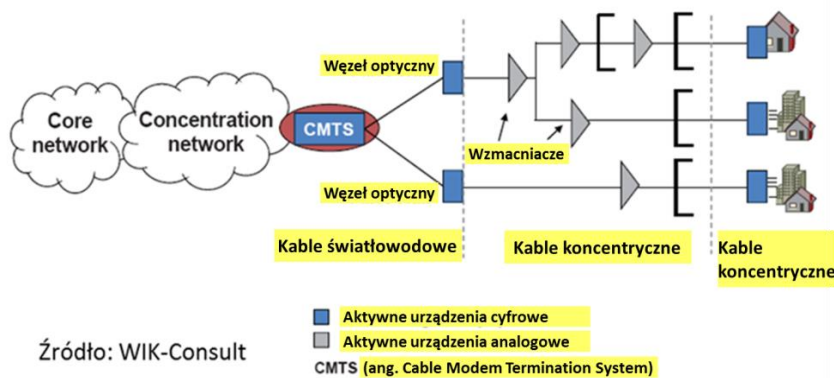 Węzeł optyczny
Core
network
Concentration
network
CMTS
Wzmacniacze
Węzeł optyczny
Kable światłowodowe
Kable koncentryczne
Kable
koncentryczne
Aktywne urządzenia cyfrowe
Aktywne urządzenia analogowe
CMTS (ang. Cable Modem Termination System)
Źródło: WIK-Consult